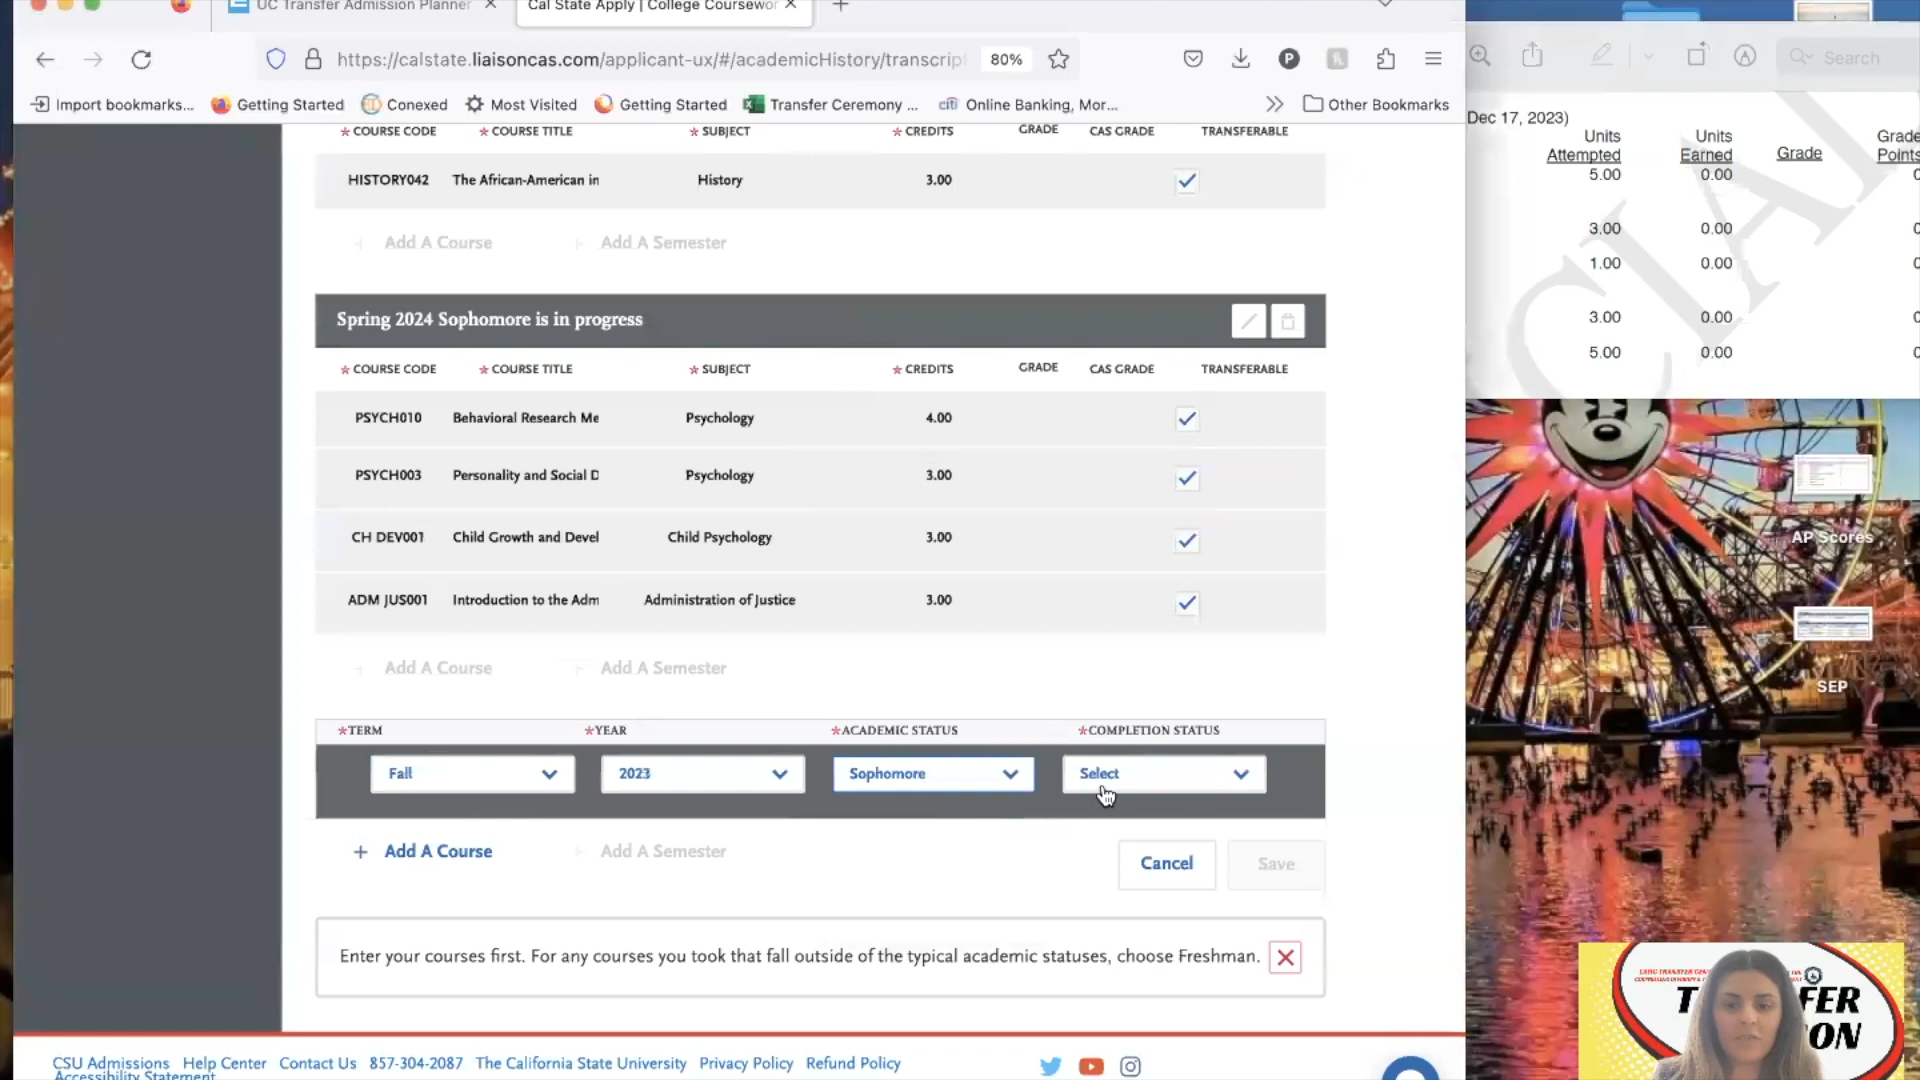 UC Transfer Admission Planner
Cal State Apply | College Coursewor
https://calstate.liaisoncas.com/applicant-ux/#/academicHistory/transcrip
80%
Search
Import bookmarks...
Getting Started
Conexed
Most Visited
Getting Started
Transfer Ceremony ...
citi Online Banking, Mor...
Other Bookmarks
* COURSE CODE * COURSE TITLE * SUBJECT * CREDITS GRADE CAS GRADE TRANSFERABLE
HISTORY042 The African-American in History 3.00
Add A Course Add A Semester
Spring 2024 Sophomore is in progress
* COURSE CODE * COURSE TITLE * SUBJECT * CREDITS GRADE CAS GRADE TRANSFERABLE
PSYCH010 Behavioral Research Me Psychology 4.00
PSYCH003 Personality and Social D Psychology 3.00
CH DEV001 Child Growth and Devel Child Psychology 3.00
ADM JUS001 Introduction to the Adm Administration of Justice 3.00
Add A Course Add A Semester
*TERM *YEAR *ACADEMIC STATUS *COMPLETION STATUS
Fall 2023 Sophomore Select
+ Add A Course Add A Semester
Cancel Save
Enter your courses first. For any courses you took that fall outside of the typical academic statuses, choose Freshman.
CSU Admissions Help Center Contact Us 857-304-2087 The California State University Privacy Policy Refund Policy
Accessibility Statement
Dec 17, 2023)
Units Units Grade
Attempted Earned Grade Points
5.00 0.00
3.00 0.00
1.00 0.00
3.00 0.00
5.00 0.00
CIAL
AP Scores
SEP